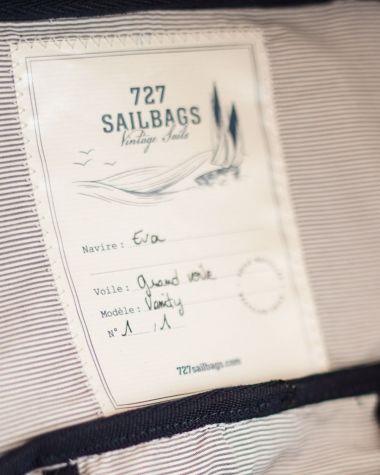 727
SAILBAGS
Vintage Sails
Navire: Eva
Voile: Grand voile
Modèle: Vanity
N° 1 / 1
727sailbags.com